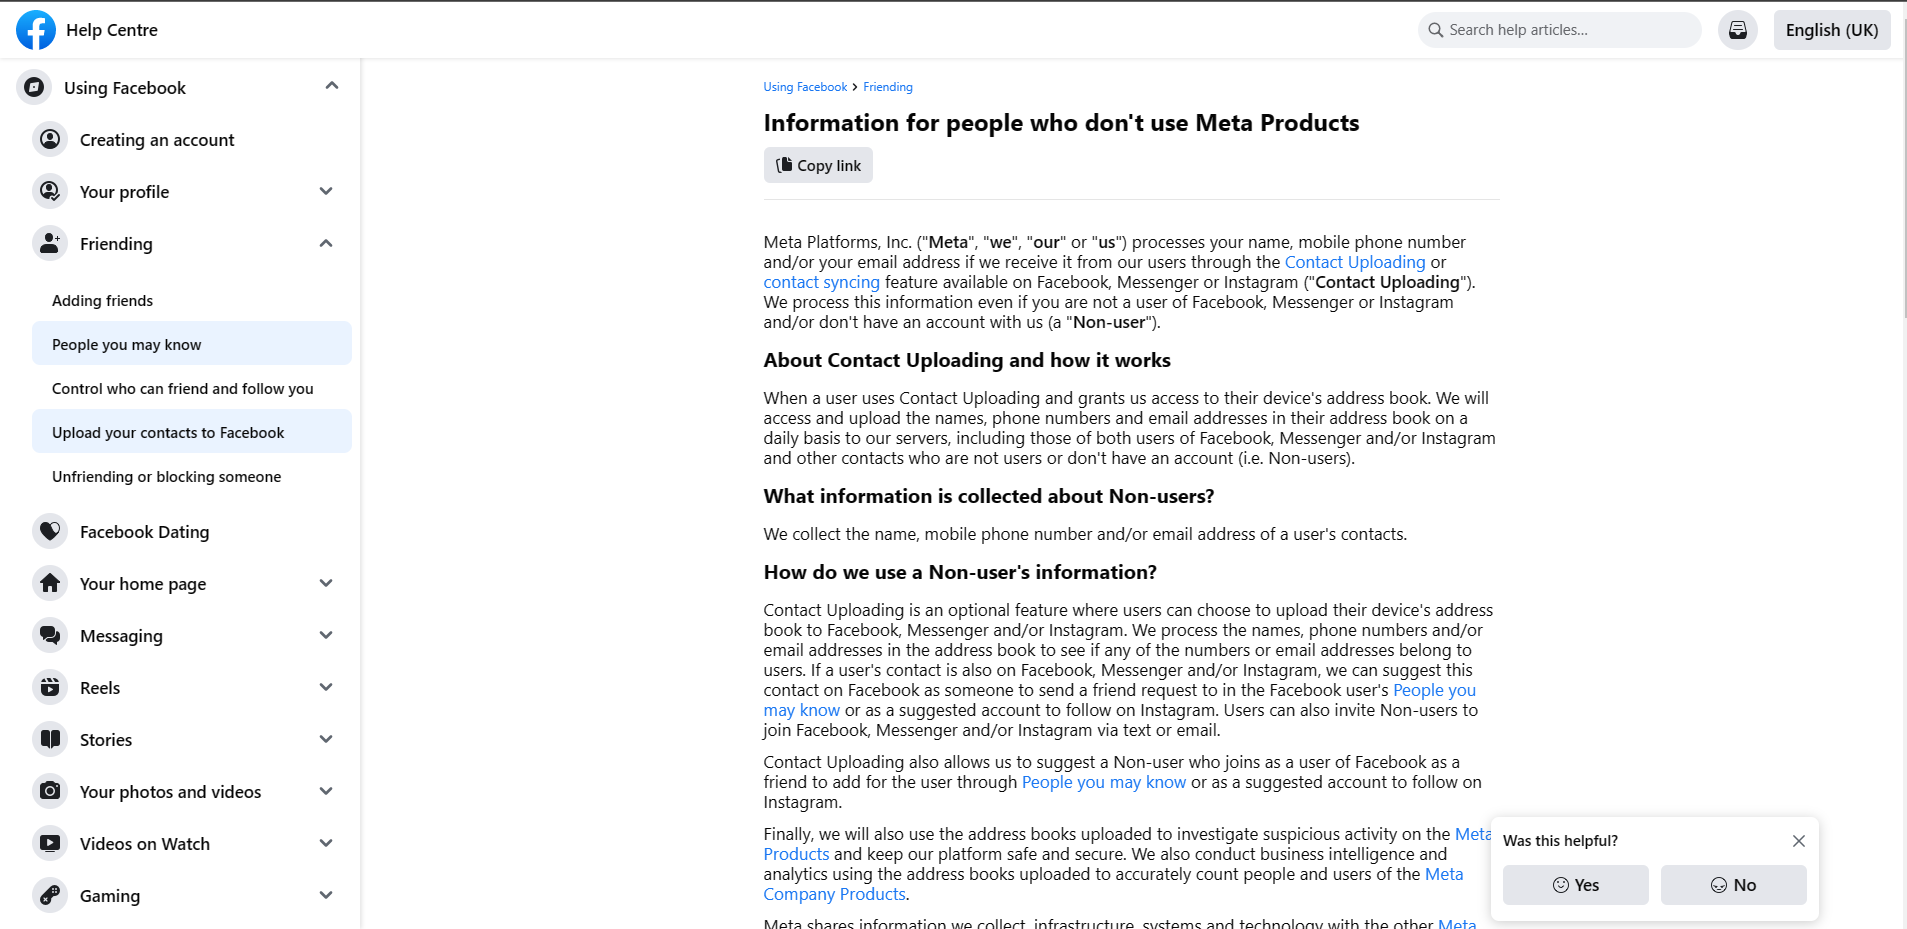 Help Centre
Search help articles...
English (UK)
Using Facebook
Creating an account
Your profile
Friending
Adding friends
People you may know
Control who can friend and follow you
Upload your contacts to Facebook
Unfriending or blocking someone
Facebook Dating
Your home page
Messaging
Reels
Stories
Your photos and videos
Videos on Watch
Gaming
Using Facebook > Friending
Information for people who don't use Meta Products
Copy link
Meta Platforms, Inc. ("Meta", "we", "our" or "us") processes your name, mobile phone number
and/or your email address if we receive it from our users through the Contact Uploading or
contact syncing feature available on Facebook, Messenger or Instagram ("Contact Uploading").
We process this information even if you are not a user of Facebook, Messenger or Instagram
and/or don't have an account with us (a "Non-user").
About Contact Uploading and how it works
When a user uses Contact Uploading and grants us access to their device's address book. We will
access and upload the names, phone numbers and email addresses in their address book on a
daily basis to our servers, including those of both users of Facebook, Messenger and/or Instagram
and other contacts who are not users or don't have an account (i.e. Non-users).
What information is collected about Non-users?
We collect the name, mobile phone number and/or email address of a user's contacts.
How do we use a Non-user's information?
Contact Uploading is an optional feature where users can choose to upload their device's address
book to Facebook, Messenger and/or Instagram. We process the names, phone numbers and/or
email addresses in the address book to see if any of the numbers or email addresses belong to
users. If a user's contact is also on Facebook, Messenger and/or Instagram, we can suggest this
contact on Facebook as someone to send a friend request to in the Facebook user's People you
may know or as a suggested account to follow on Instagram. Users can also invite Non-users to
join Facebook, Messenger and/or Instagram via text or email.
Contact Uploading also allows us to suggest a Non-user who joins as a user of Facebook as a
friend to add for the user through People you may know or as a suggested account to follow on
Instagram.
Finally, we will also use the address books uploaded to investigate suspicious activity on the Meta
Products and keep our platform safe and secure. We also conduct business intelligence and
analytics using the address books uploaded to accurately count people and users of the Meta
Company Products.
Meta shares information we collect, infrastructure, systems and technology with the other Meta
Was this helpful?
Yes
No